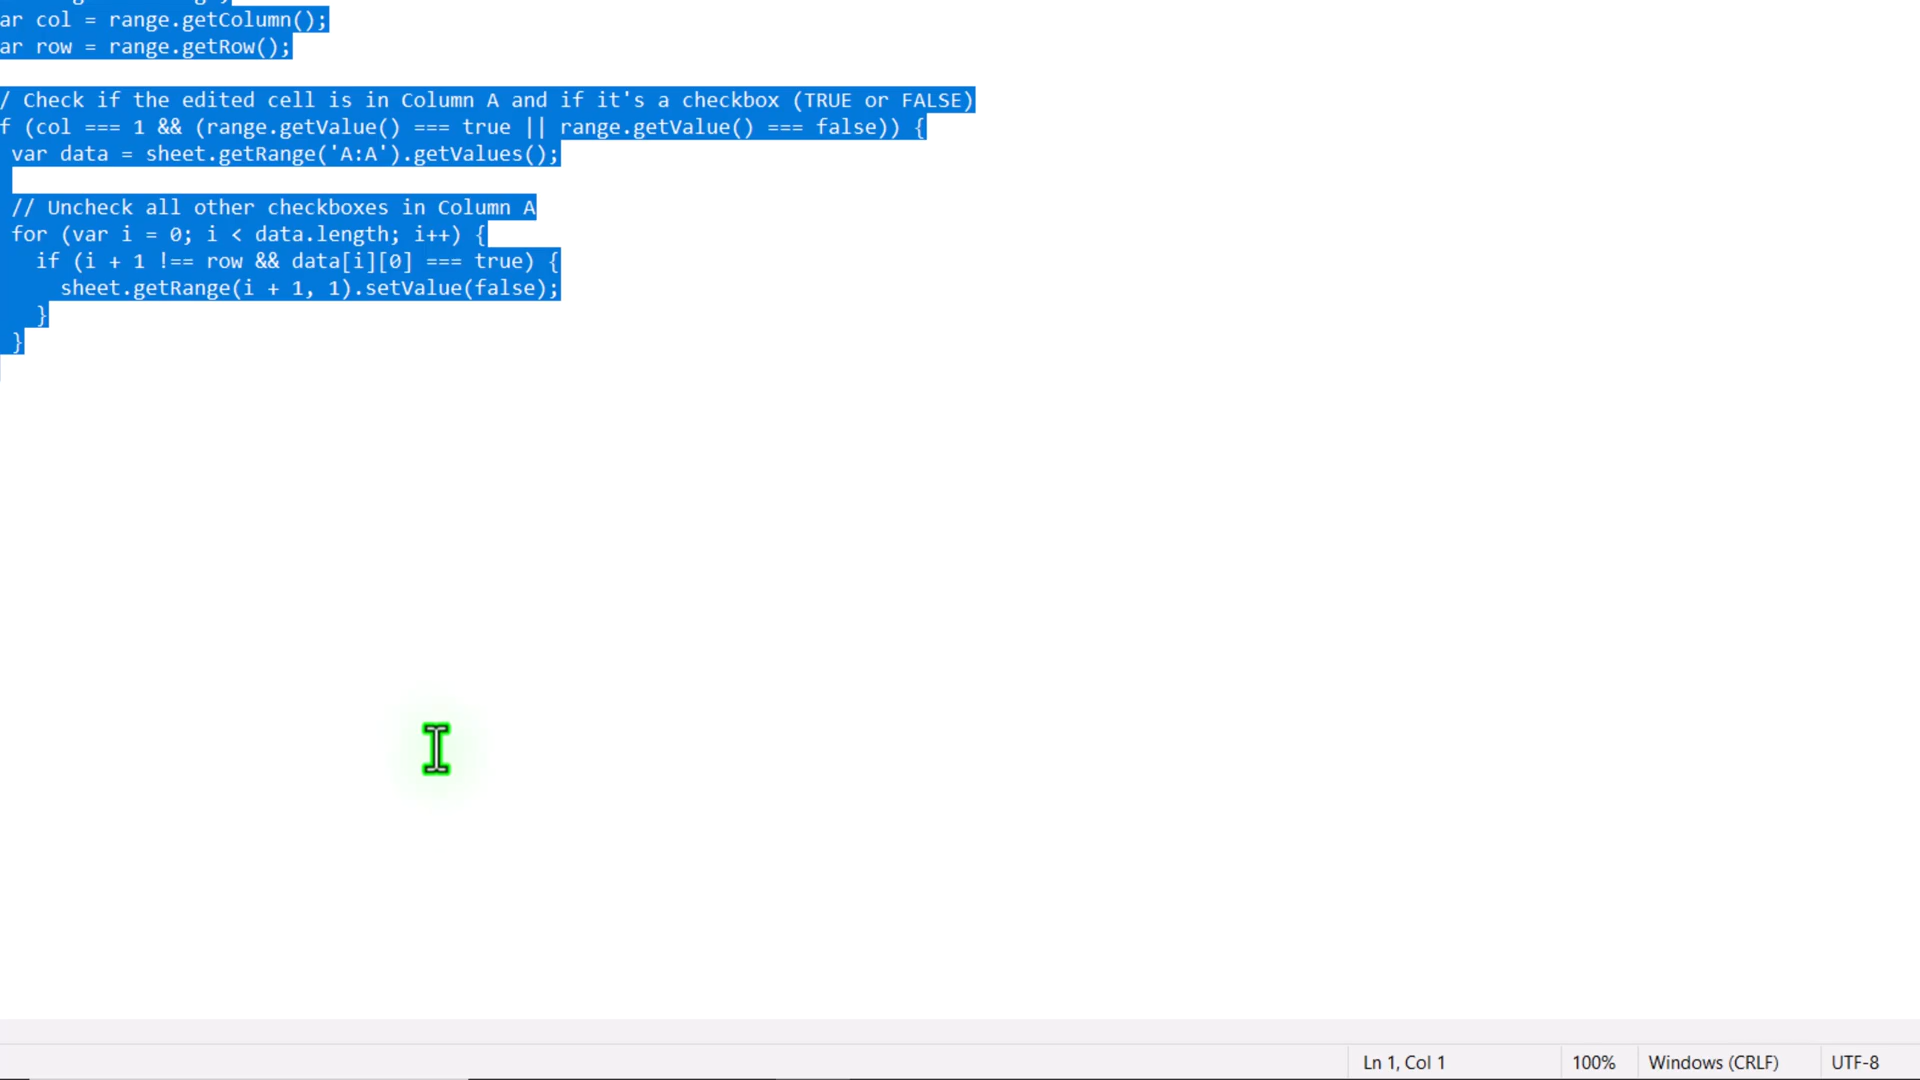 ar col = range.getColumn();
ar row = range.getRow();
/ Check if the edited cell is in Column A and if it's a checkbox (TRUE or FALSE)
f (col === 1 && (range.getValue() === true || range.getValue() === false)) {
var data = sheet.getRange('A:A').getValues();
// Uncheck all other checkboxes in Column A
for (var i = 0; i < data.length; i++) {
if (i + 1 !== row && data[i][0] === true) {
sheet.getRange(i + 1, 1).setValue(false);
}
}
Ln 1, Col 1
100%
Windows (CRLF)
UTF-8